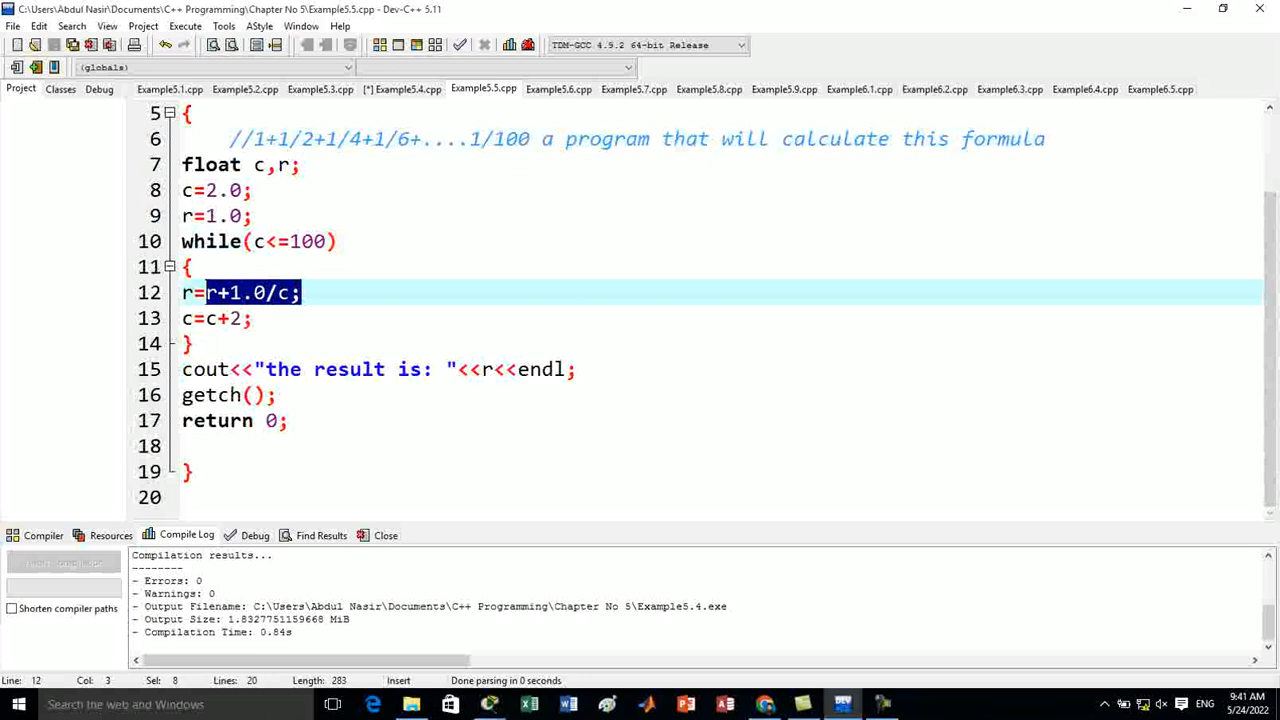 C:\Users\Abdul Nasir\Documents\C++ Programming\Chapter No 5\Example5.5.cpp - Dev-C++ 5.11
File Edit Search View Project Execute Tools AStyle Window Help
TDM-GCC 4.9.2 64-bit Release
(globals)
Project Classes Debug Example5.1.cpp Example5.2.cpp Example5.3.cpp [*] Example5.4.cpp Example5.5.cpp Example5.6.cpp Example5.7.cpp Example5.8.cpp Example5.9.cpp Example6.1.cpp Example6.2.cpp Example6.3.cpp Example6.4.cpp Example6.5.cpp
5 {
6 //1+1/2+1/4+1/6+....1/100 a program that will calculate this formula
7 float c,r;
8 c=2.0;
9 r=1.0;
10 while(c<=100)
11 {
12 r=r+1.0/c;
13 c=c+2;
14 }
15 cout<<"the result is: "<<r<<endl;
16 getch();
17 return 0;
18
19 }
20
Compiler Resources Compile Log Debug Find Results Close
Compilation results...
--------
- Errors: 0
- Warnings: 0
- Output Filename: C:\Users\Abdul Nasir\Documents\C++ Programming\Chapter No 5\Example5.4.exe
- Output Size: 1.8327751159668 MiB
- Compilation Time: 0.84s
Shorten compiler paths
Line: 12 Col: 3 Sel: 8 Lines: 20 Length: 283 Insert Done parsing in 0 seconds
Search the web and Windows
DEV
ENG
9:41 AM
5/24/2022